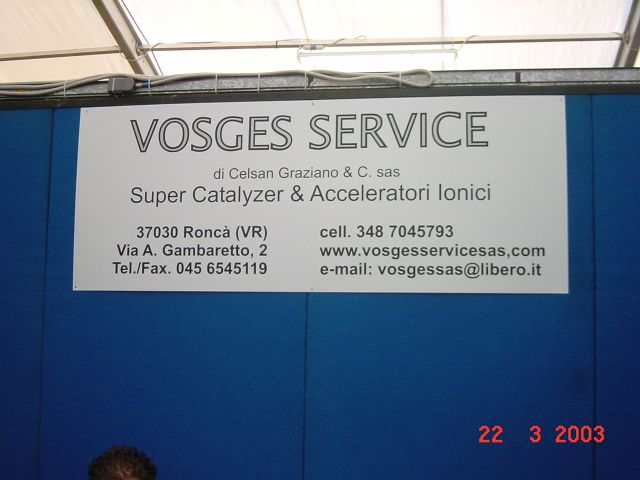 VOSGES SERVICE
di Celsan Graziano & C. sas
Super Catalyzer & Acceleratori Ionici
37030 Roncà (VR)
Via A. Gambaretto, 2
Tel./Fax. 045 6545119
cell. 348 7045793
www.vosgesservicesas,com
e-mail: vosgessas@libero.it
22 3 2003